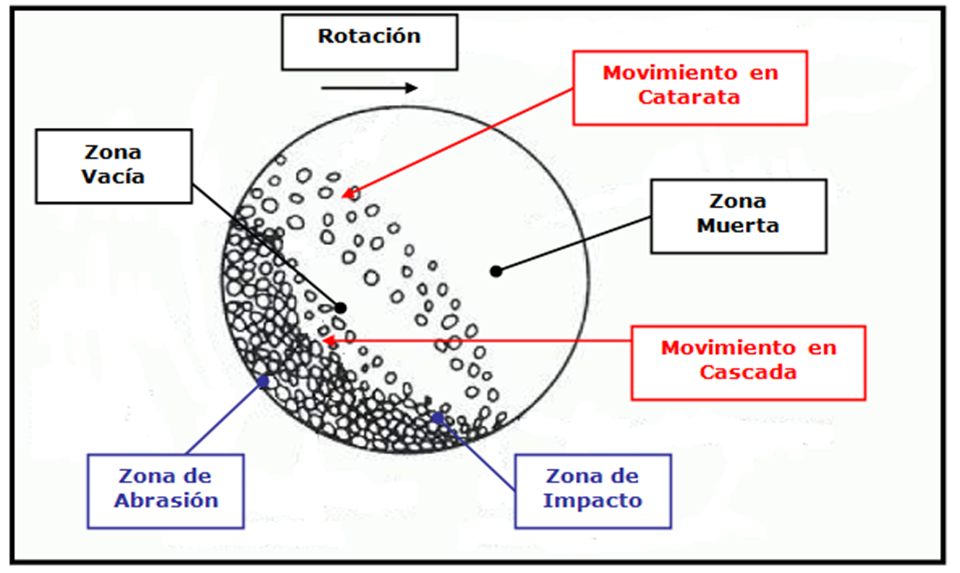 Rotación
Movimiento en
Catarata
Zona
Vacía
Zona
Muerta
Movimiento en
Cascada
Zona de
Abrasión
Zona de
Impacto